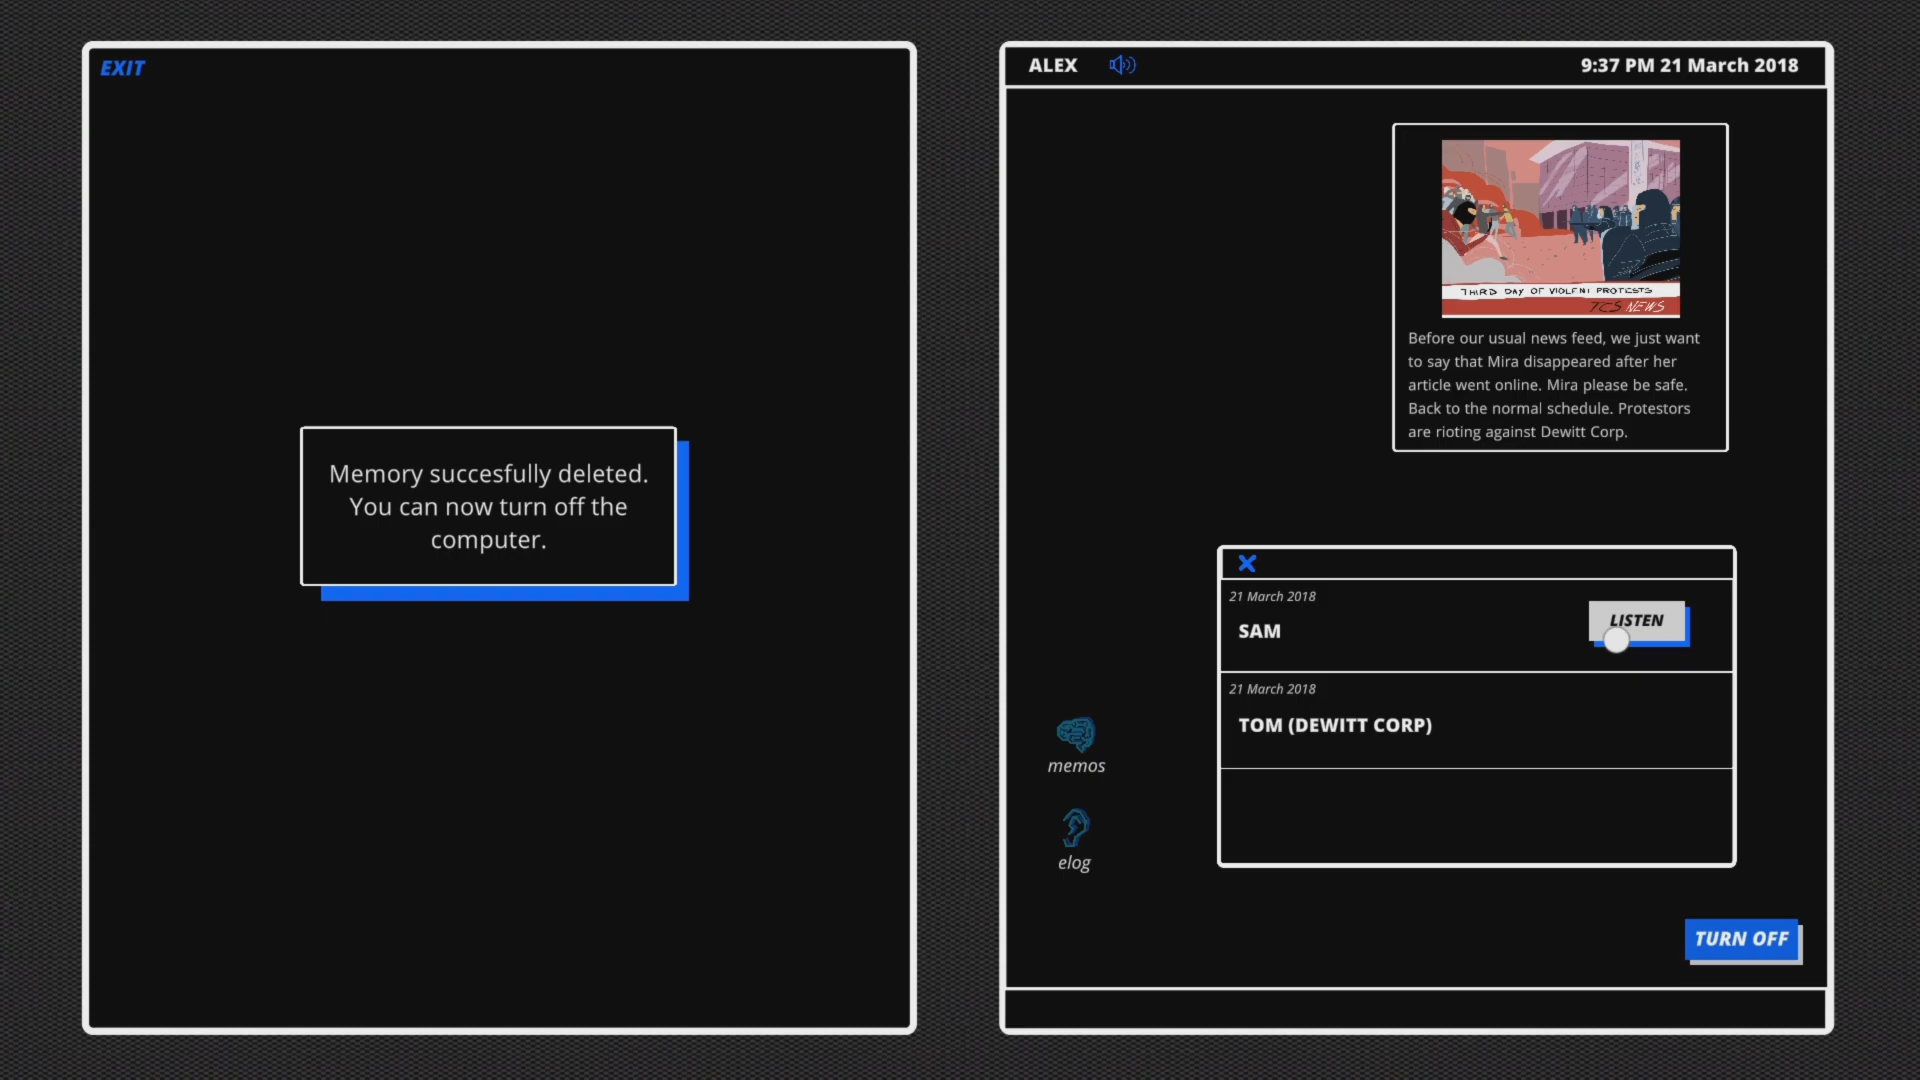 EXIT
Memory succesfully deleted.
You can now turn off the
computer.
ALEX
9:37 PM 21 March 2018
THIRD DAY OF VIOLENT PROTESTS
TCS NEWS
Before our usual news feed, we just want
to say that Mira disappeared after her
article went online. Mira please be safe.
Back to the normal schedule. Protestors
are rioting against Dewitt Corp.
21 March 2018
SAM
LISTEN
21 March 2018
TOM (DEWITT CORP)
memos
elog
TURN OFF